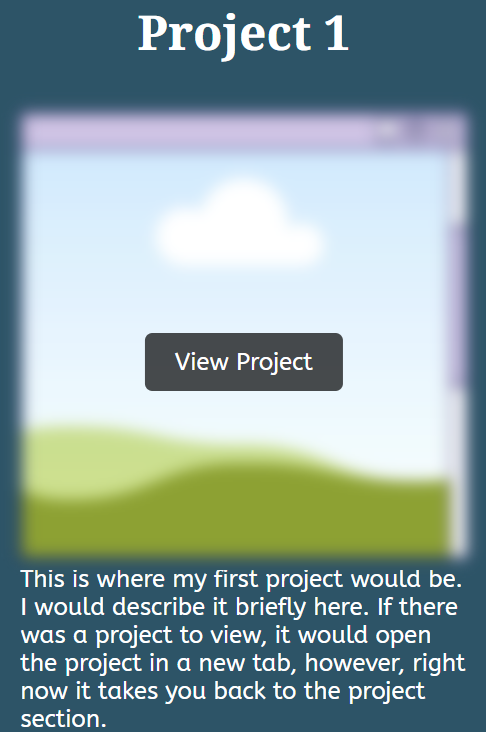 Project 1
View Project
This is where my first project would be.
I would describe it briefly here. If there
was a project to view, it would open
the project in a new tab, however, right
now it takes you back to the project
section.